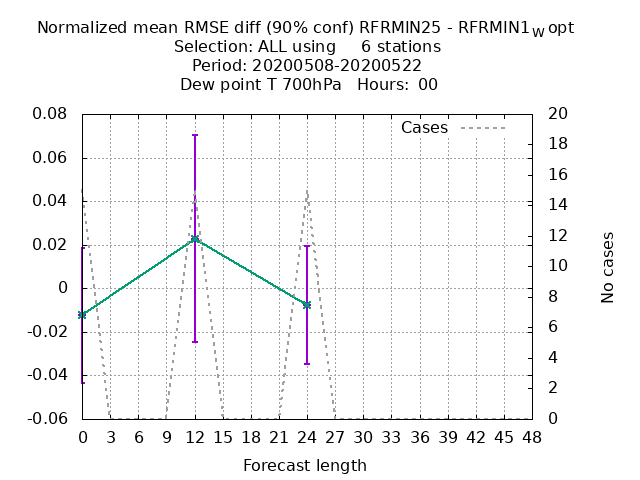 Normalized mean RMSE diff (90% conf) RFRMIN25 - RFRMIN1wopt
Selection: ALL using 6 stations
Period: 20200508-20200522
Dew point T 700hPa Hours: 00
Cases
0.08
0.06
0.04
0.02
0
-0.02
-0.04
-0.06
20
18
16
14
12
10
8
6
4
2
0
No cases
0 3 6 9 12 15 18 21 24 27 30 33 36 39 42 45 48
Forecast length